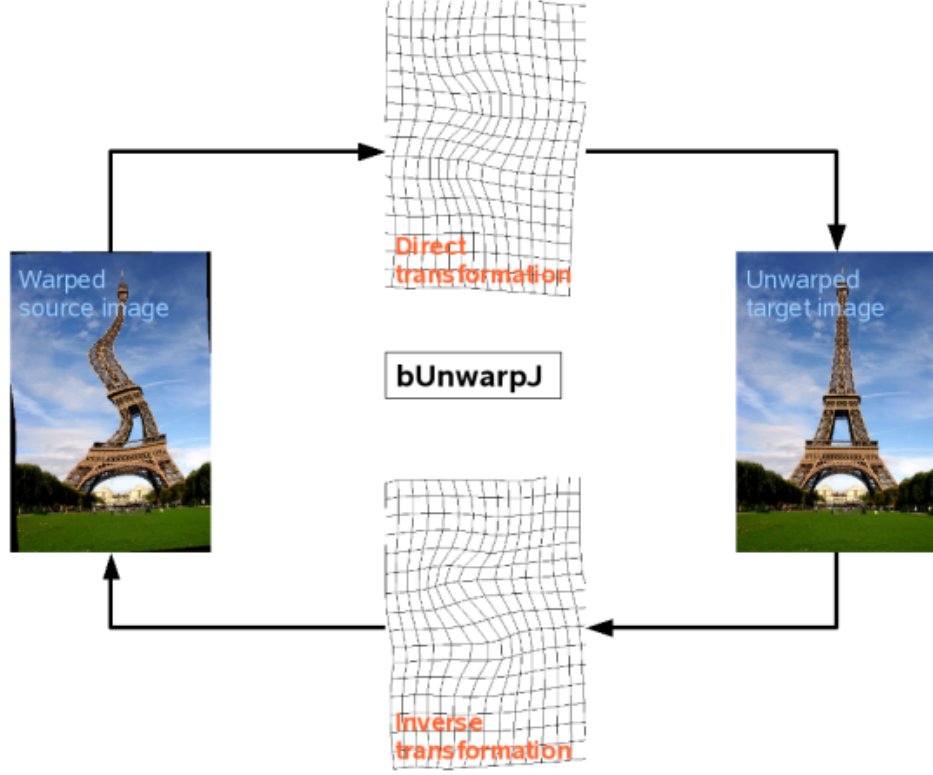 Direct
transformation
Warped
source image
Unwarped
target image
bUnwarpJ
Inverse
transformation